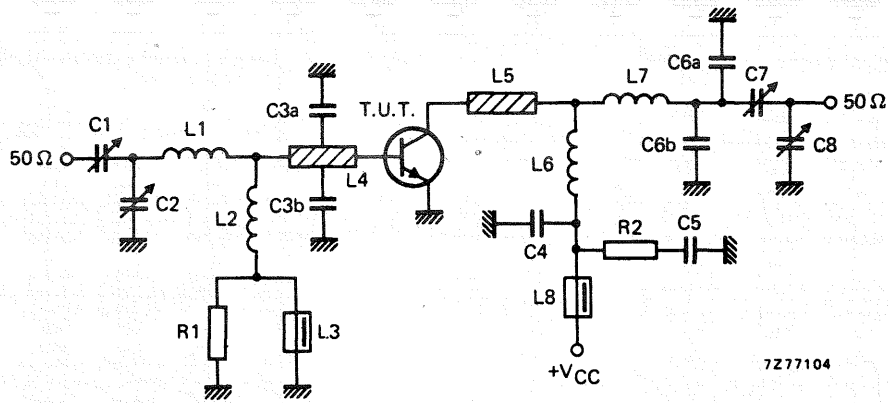 C6a
C7
L5
L7
50 Ω
C3a
T.U.T.
C1
L1
50 Ω
C6b
C8
L6
L4
C2
L2
C3b
R2
C5
C4
R1
L3
L8
+VCC
7Z77104